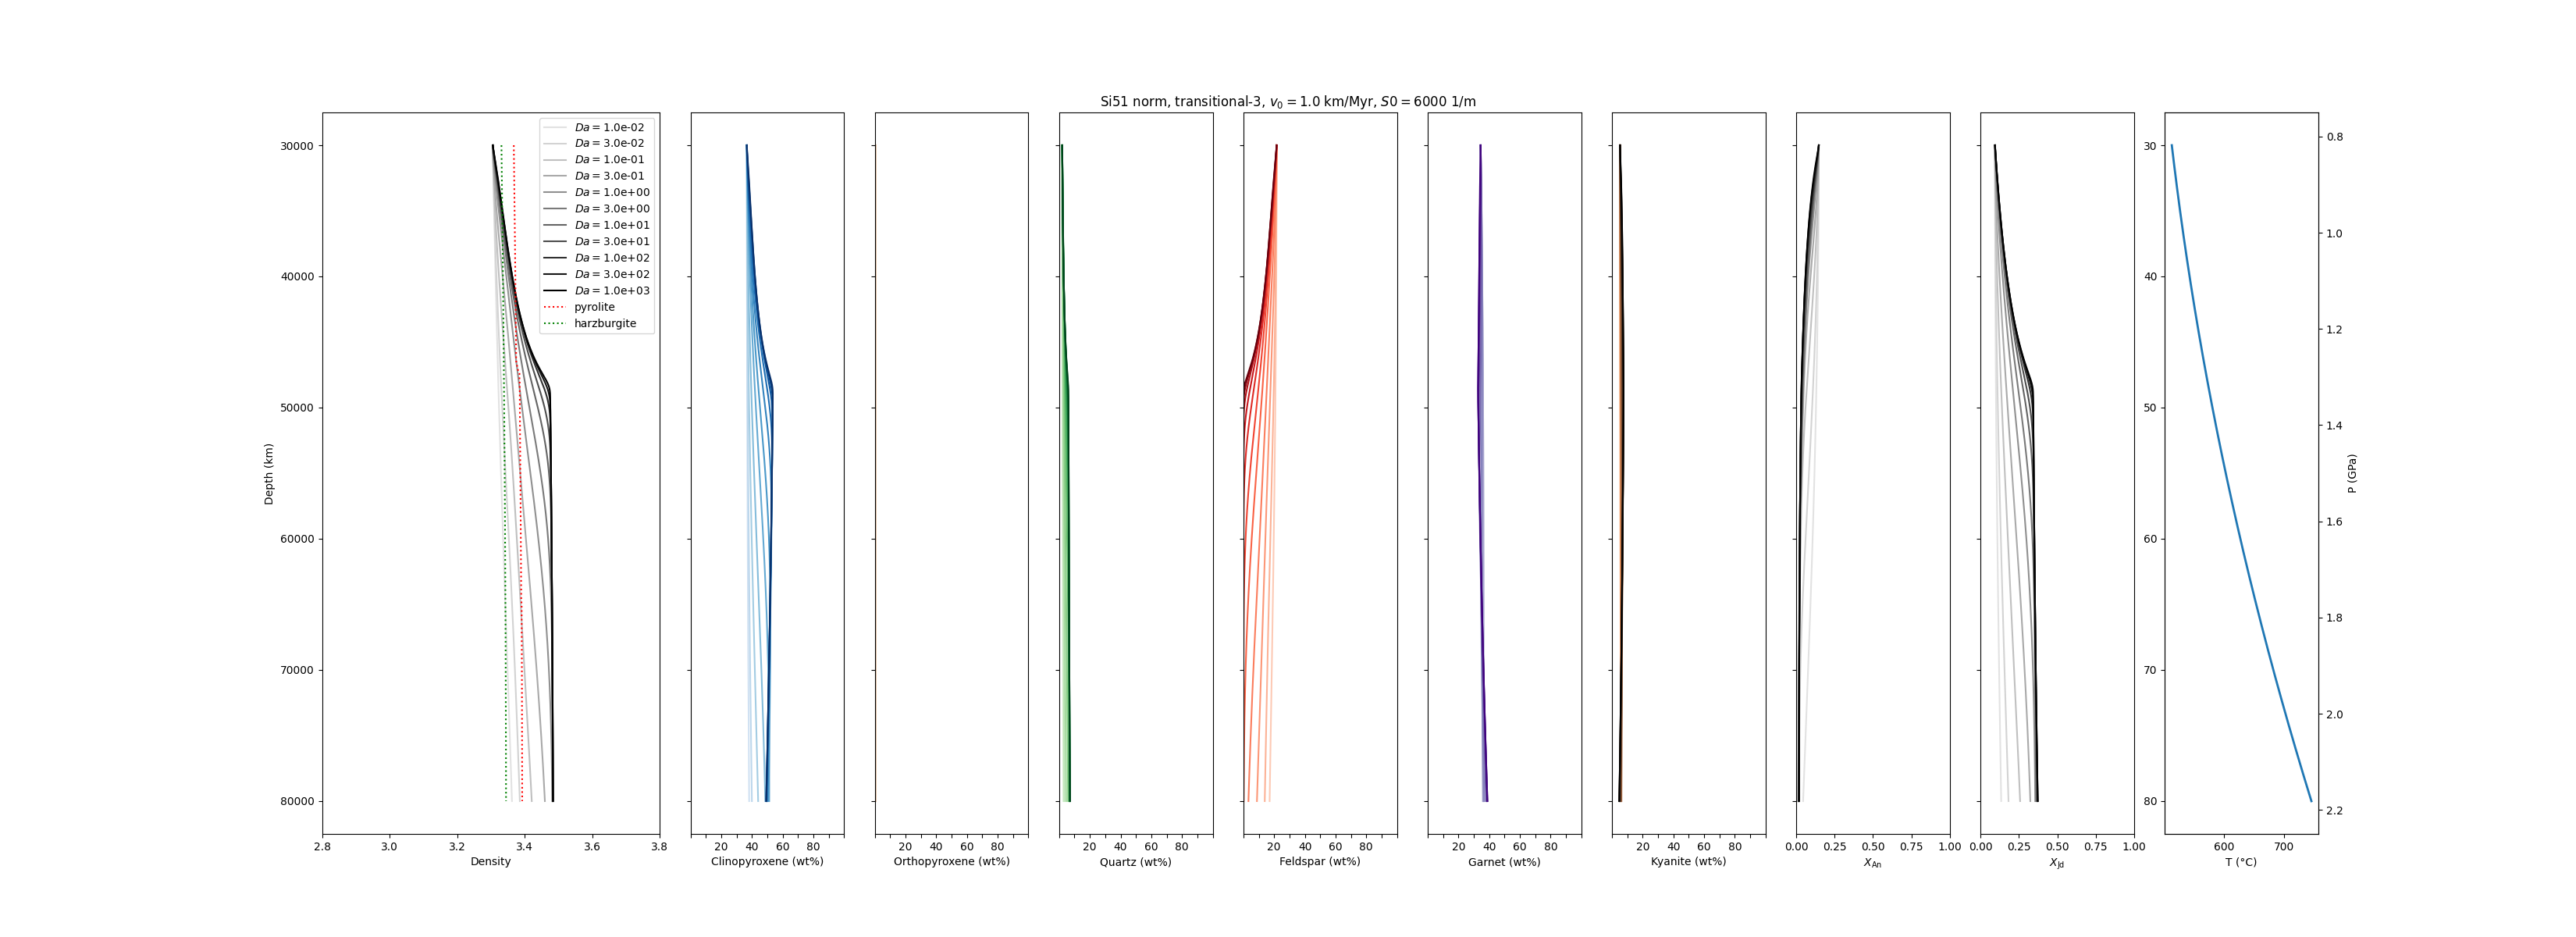 Si51 norm, transitional-3, v₀ = 1.0 km/Myr, S0 = 6000 1/m
Da = 1.0e-02
Da = 3.0e-02
Da = 1.0e-01
Da = 3.0e-01
Da = 1.0e+00
Da = 3.0e+00
Da = 1.0e+01
Da = 3.0e+01
Da = 1.0e+02
Da = 3.0e+02
Da = 1.0e+03
pyrolite
harzburgite
Depth (km)
30000
40000
50000
60000
70000
80000
2.8 3.0 3.2 3.4 3.6 3.8
Density
20 40 60 80
Clinopyroxene (wt%)
20 40 60 80
Orthopyroxene (wt%)
20 40 60 80
Quartz (wt%)
20 40 60 80
Feldspar (wt%)
20 40 60 80
Garnet (wt%)
20 40 60 80
Kyanite (wt%)
0.00 0.25 0.50 0.75 1.00
X_An
0.00 0.25 0.50 0.75 1.00
X_Jd
30
40
50
60
70
80
600 700
T (°C)
0.8
1.0
1.2
1.4
1.6
1.8
2.0
2.2
P (GPa)